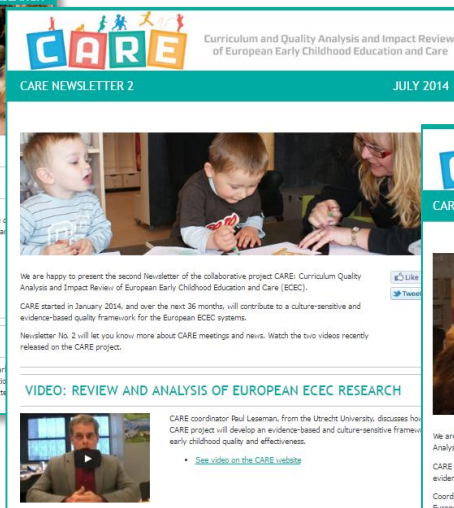 CARE
Curriculum and Quality Analysis and Impact Review
of European Early Childhood Education and Care
CARE NEWSLETTER 2
JULY 2014
We are happy to present the second Newsletter of the collaborative project CARE: Curriculum Quality
Analysis and Impact Review of European Early Childhood Education and Care (ECEC).
Like
Tweet
CARE started in January 2014, and over the next 36 months, will contribute to a culture-sensitive and
evidence-based quality framework for the European ECEC systems.
Newsletter No. 2 will let you know more about CARE meetings and news. Watch the two videos recently
released on the CARE project.
VIDEO: REVIEW AND ANALYSIS OF EUROPEAN ECEC RESEARCH
CARE coordinator Paul Leseman, from the Utrecht University, discusses how
CARE project will develop an evidence-based and culture-sensitive framew
early childhood quality and effectiveness.
• See video on the CARE website
CAR
We are
Analys
CARE
eviden
Coord